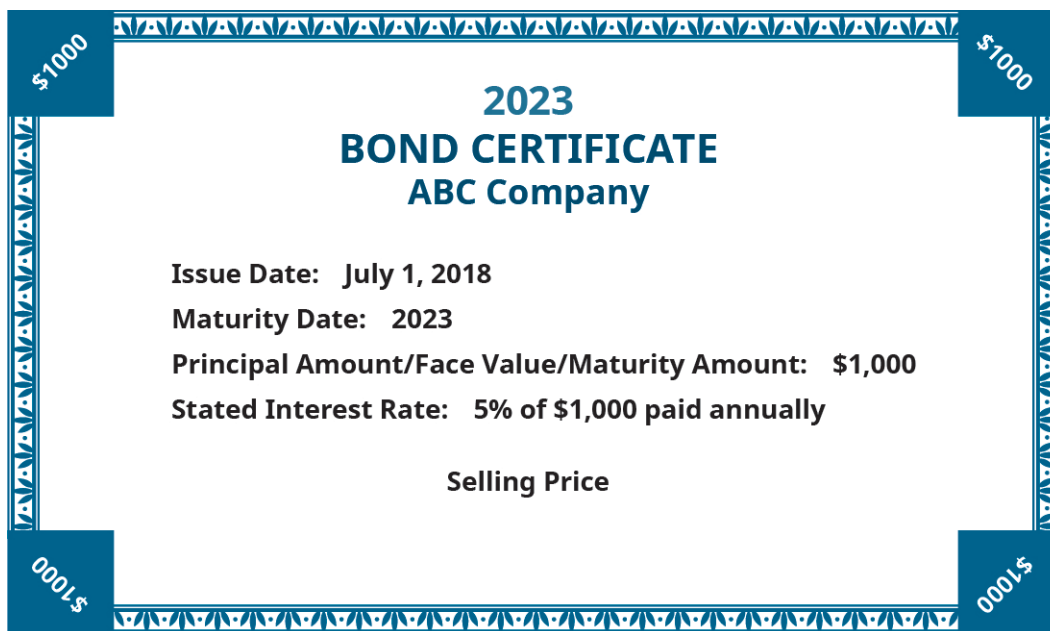 $1000
$1000
2023
BOND CERTIFICATE
ABC Company
Issue Date: July 1, 2018
Maturity Date: 2023
Principal Amount/Face Value/Maturity Amount: $1,000
Stated Interest Rate: 5% of $1,000 paid annually
Selling Price
$1000
$1000